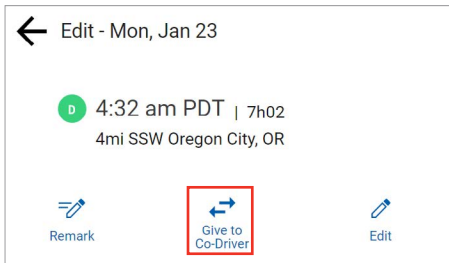 Edit - Mon, Jan 23
D 4:32 am PDT | 7h02
4mi SSW Oregon City, OR
Remark
Give to
Co-Driver
Edit